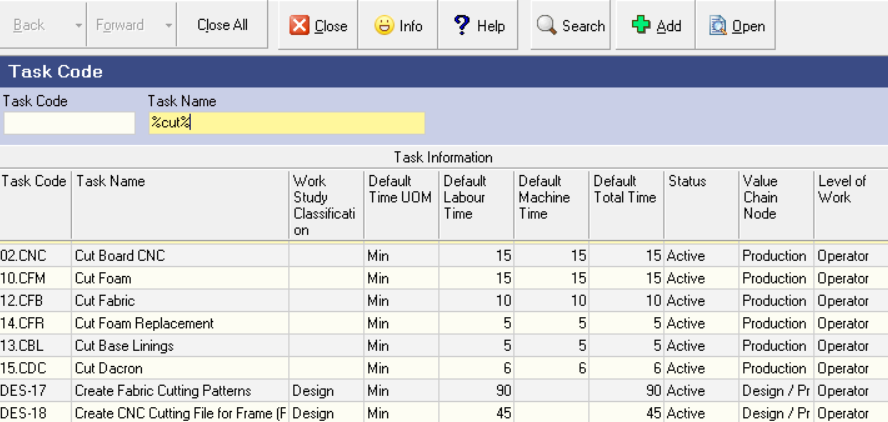 Back Forward Close All Close Info Help Search Add Open
Task Code
Task Code Task Name
%cut%
Task Information
Task Code Task Name Work Study Classificati on Default Time UOM Default Labour Time Default Machine Time Default Total Time Status Value Chain Node Level of Work
02.CNC Cut Board CNC Min 15 15 15 Active Production Operator
10.CFM Cut Foam Min 15 15 15 Active Production Operator
12.CFB Cut Fabric Min 10 10 10 Active Production Operator
14.CFR Cut Foam Replacement Min 5 5 5 Active Production Operator
13.CBL Cut Base Linings Min 5 5 5 Active Production Operator
15.CDC Cut Dacron Min 6 6 6 Active Production Operator
DES-17 Create Fabric Cutting Patterns Design Min 90 90 Active Design / Pr Operator
DES-18 Create CNC Cutting File for Frame (F Design Min 45 45 Active Design / Pr Operator